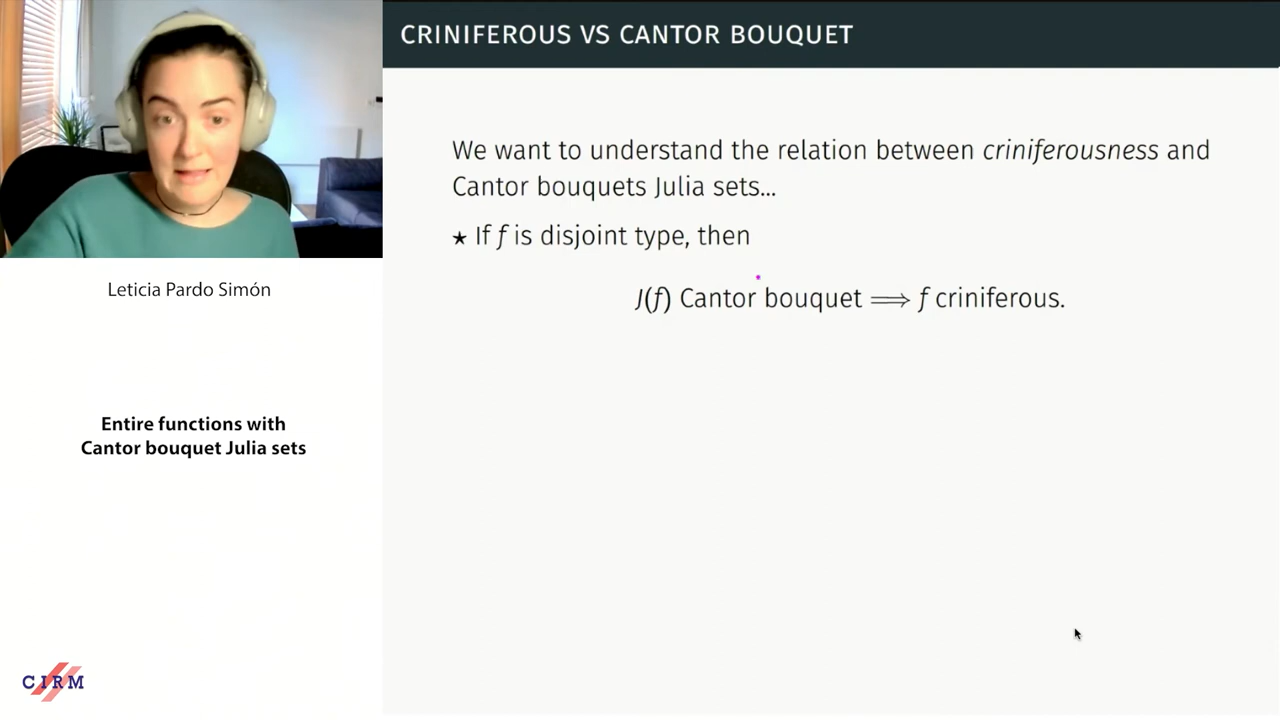 CRINIFEROUS VS CANTOR BOUQUET
We want to understand the relation between criniferousness and
Cantor bouquets Julia sets...
★ If f is disjoint type, then
J(f) Cantor bouquet ⟹ f criniferous.
Leticia Pardo Simón
Entire functions with
Cantor bouquet Julia sets
CIRM